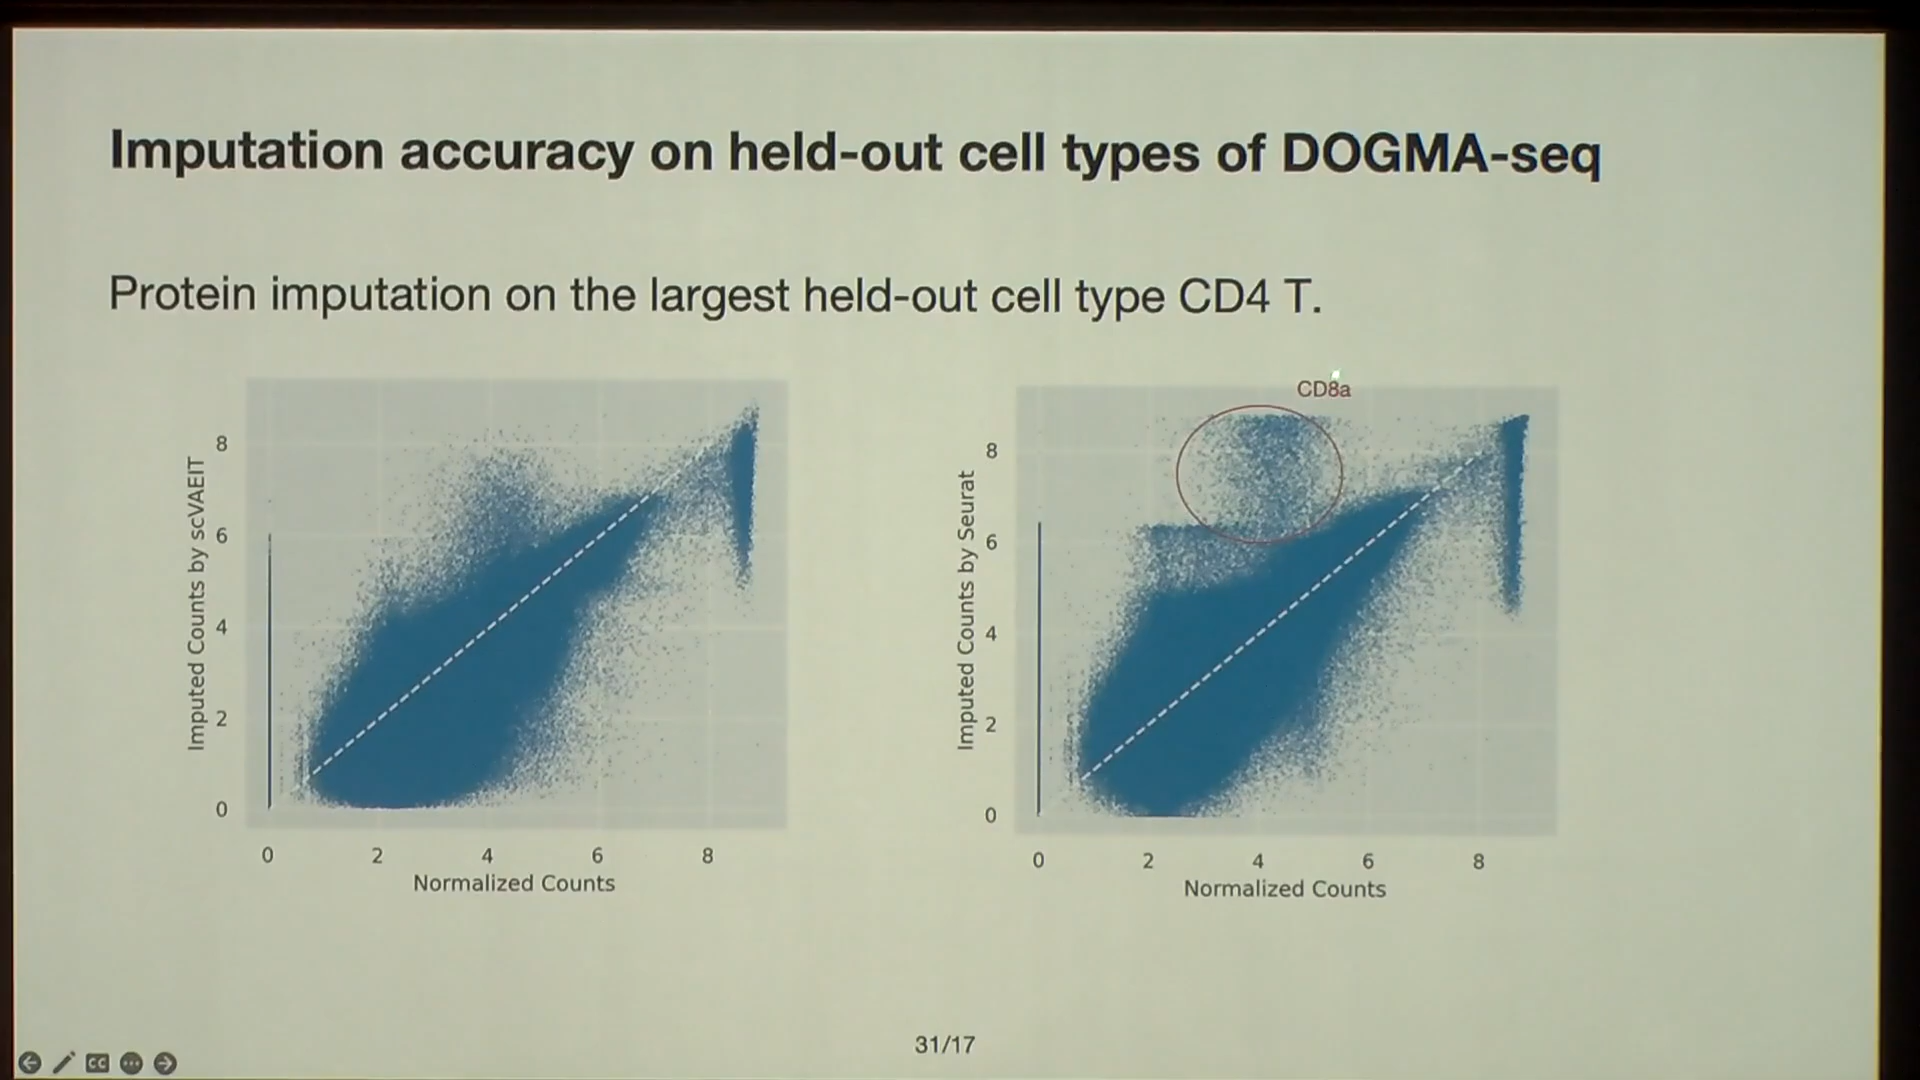 Imputation accuracy on held-out cell types of DOGMA-seq
Protein imputation on the largest held-out cell type CD4 T.
Imputed Counts by scVAEIT
8
6
4
2
0
0 2 4 6 8
Normalized Counts
CD8a
Imputed Counts by Seurat
8
6
4
2
0
0 2 4 6 8
Normalized Counts
31/17
CC